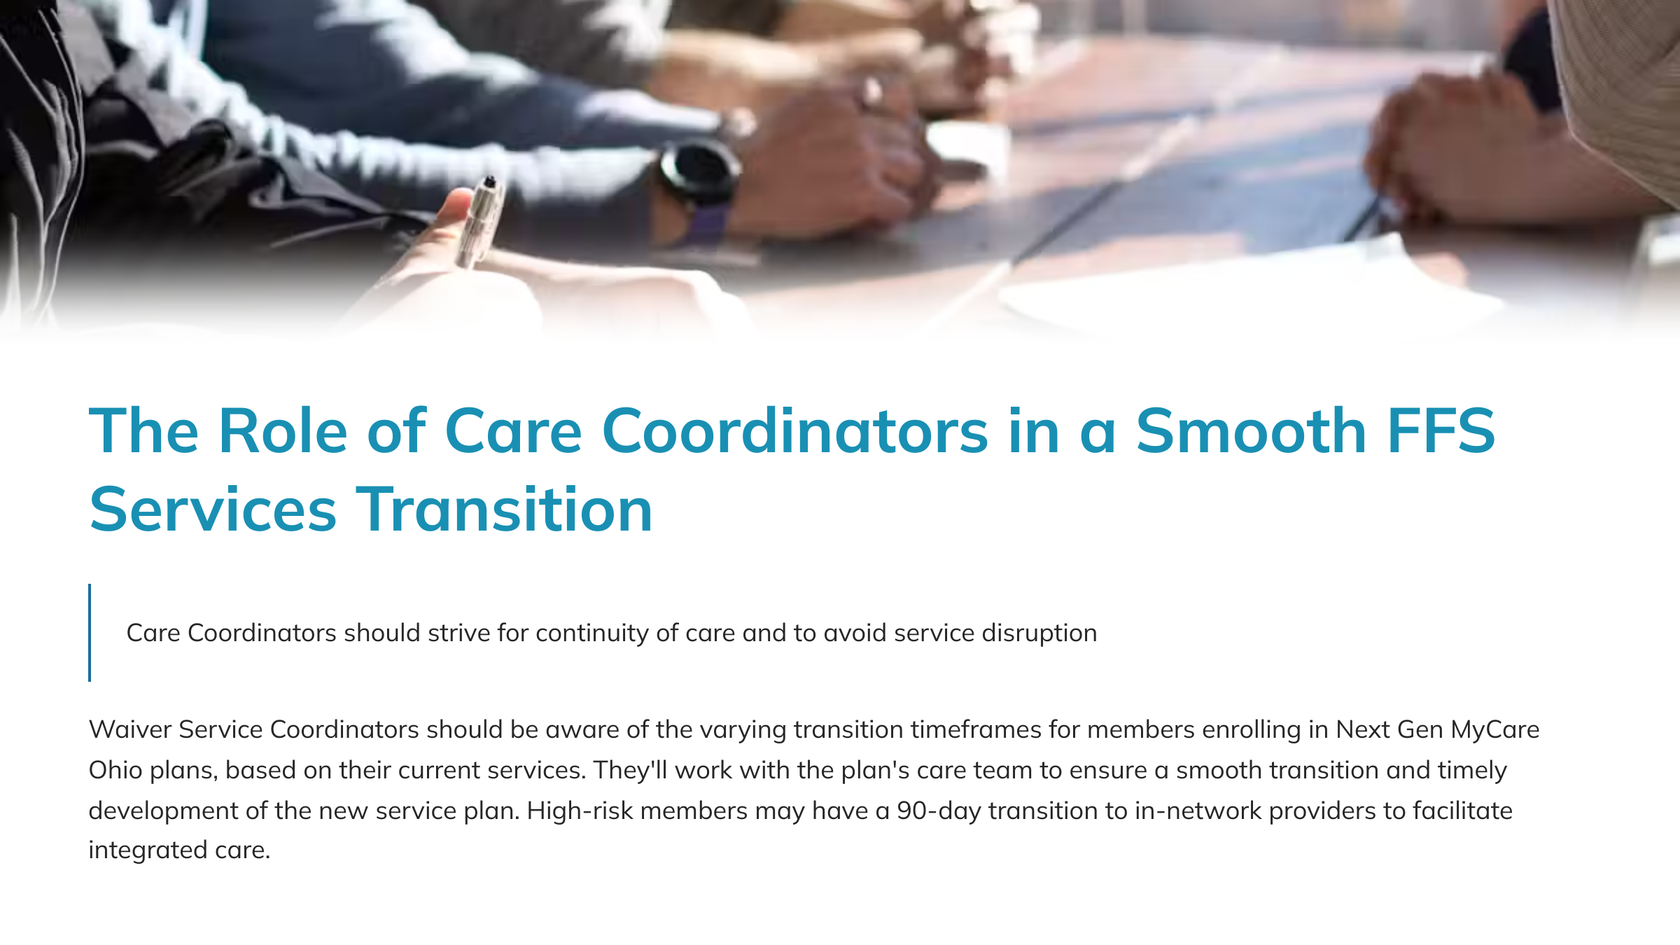 The Role of Care Coordinators in a Smooth FFS
Services Transition
Care Coordinators should strive for continuity of care and to avoid service disruption
Waiver Service Coordinators should be aware of the varying transition timeframes for members enrolling in Next Gen MyCare
Ohio plans, based on their current services. They'll work with the plan's care team to ensure a smooth transition and timely
development of the new service plan. High-risk members may have a 90-day transition to in-network providers to facilitate
integrated care.